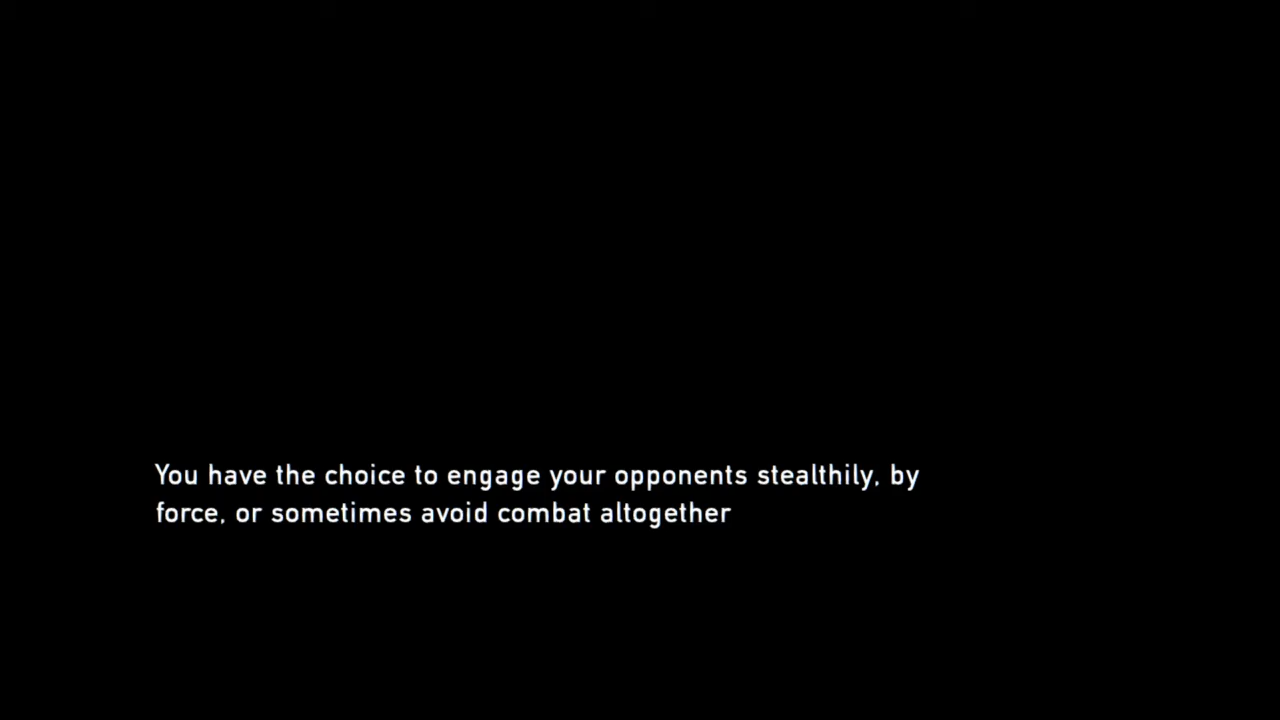 You have the choice to engage your opponents stealthily, by
force, or sometimes avoid combat altogether